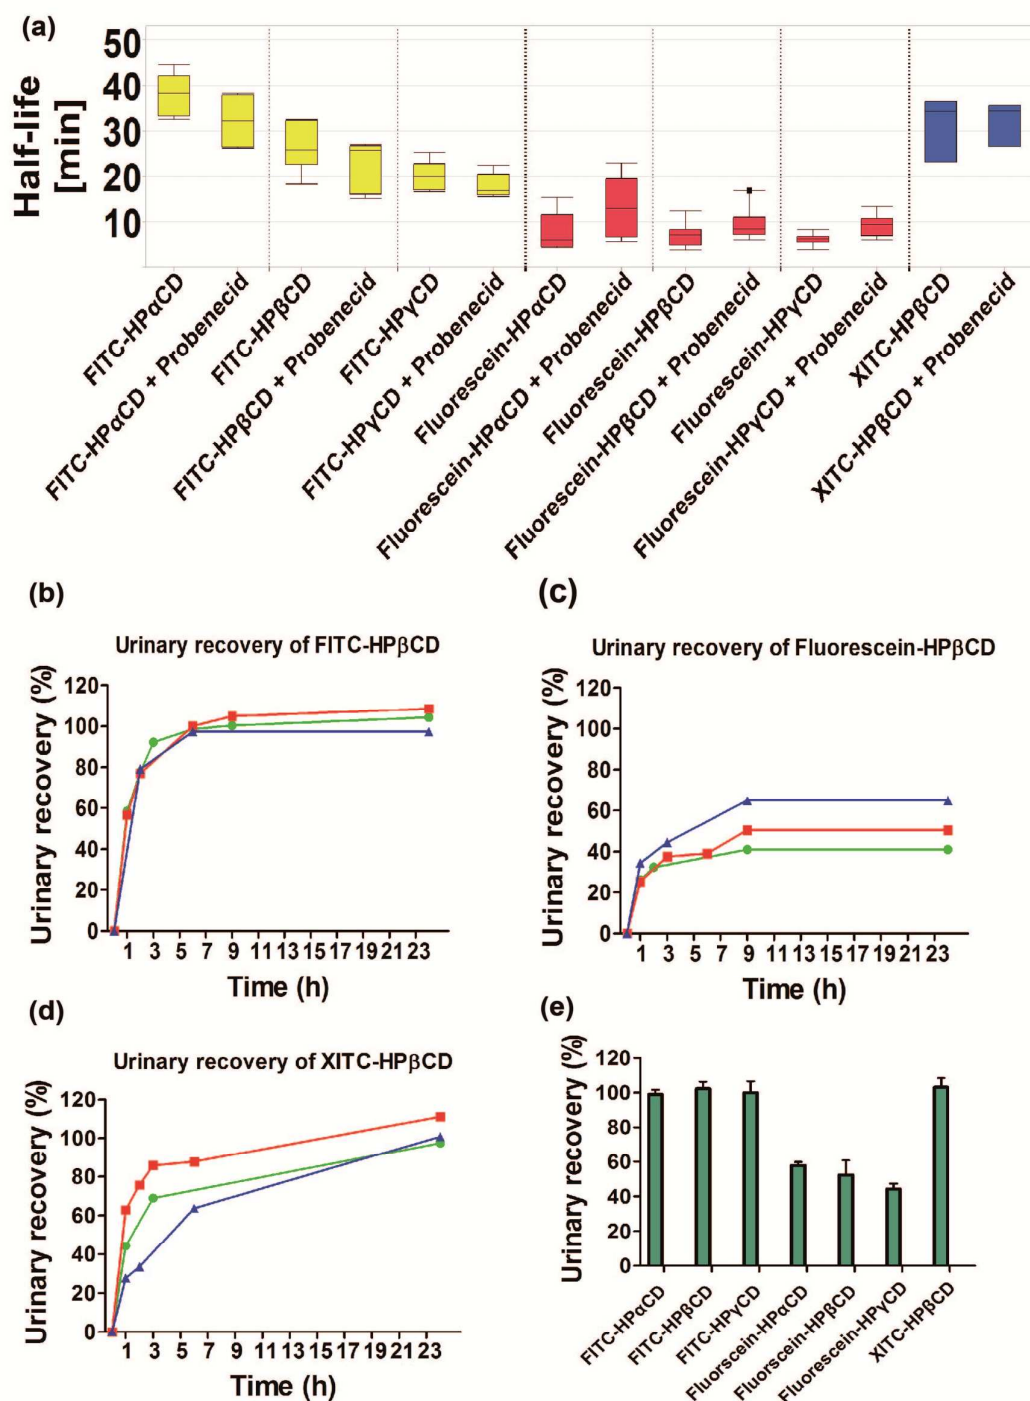 (a)
Half-life
[min]
50
40
30
20
10
FITC-HPαCD
FITC-HPαCD + Probenecid
FITC-HPβCD
FITC-HPβCD + Probenecid
FITC-HPγCD
FITC-HPγCD + Probenecid
Fluorescein-HPαCD
Fluorescein-HPαCD + Probenecid
Fluorescein-HPβCD
Fluorescein-HPβCD + Probenecid
Fluorescein-HPγCD
Fluorescein-HPγCD + Probenecid
XITC-HPβCD
XITC-HPβCD + Probenecid
(b)
Urinary recovery of FITC-HPβCD
Urinary recovery (%)
120
100
80
60
40
20
0
1 3 5 7 9 11 13 15 17 19 21 23
Time (h)
(c)
Urinary recovery of Fluorescein-HPβCD
Urinary recovery (%)
120
100
80
60
40
20
0
1 3 5 7 9 11 13 15 17 19 21 23
Time (h)
(d)
Urinary recovery of XITC-HPβCD
Urinary recovery (%)
120
100
80
60
40
20
0
1 3 5 7 9 11 13 15 17 19 21 23
Time (h)
(e)
Urinary recovery (%)
120
100
80
60
40
20
0
FITC-HPαCD
FITC-HPβCD
FITC-HPγCD
Fluorscein-HPαCD
Fluorscein-HPβCD
Fluorescein-HPγCD
XITC-HPβCD